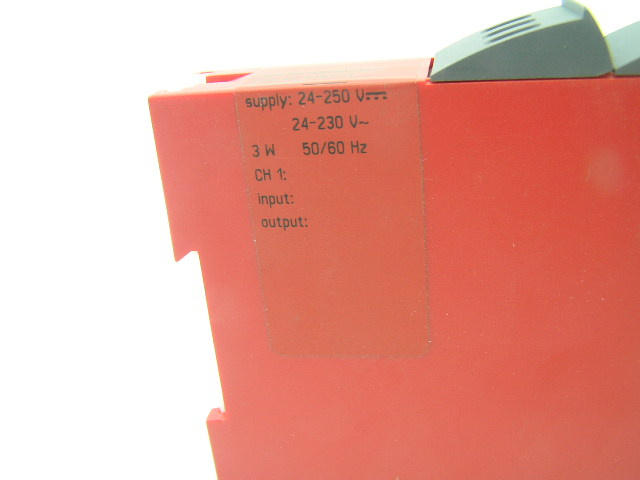 supply: 24-250 V⎓
24-230 V~
3 W 50/60 Hz
CH 1:
input:
output: